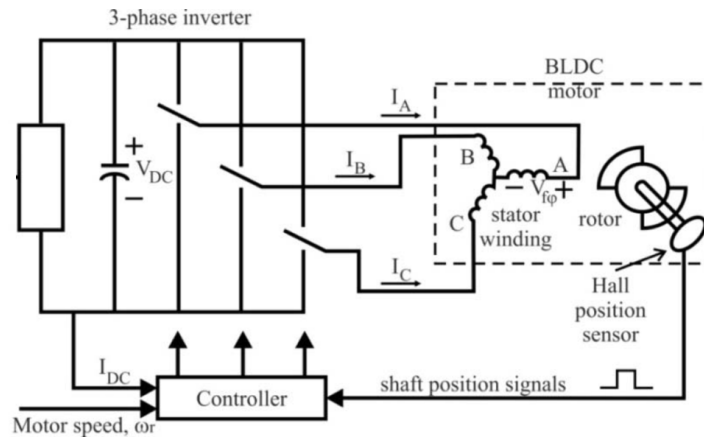 3-phase inverter
BLDC
motor
I_A
I_B
I_C
+
V_DC
−
B
A
C
− V_fφ +
stator
winding
rotor
Hall
position
sensor
I_DC
Controller
shaft position signals
Motor speed, ωr